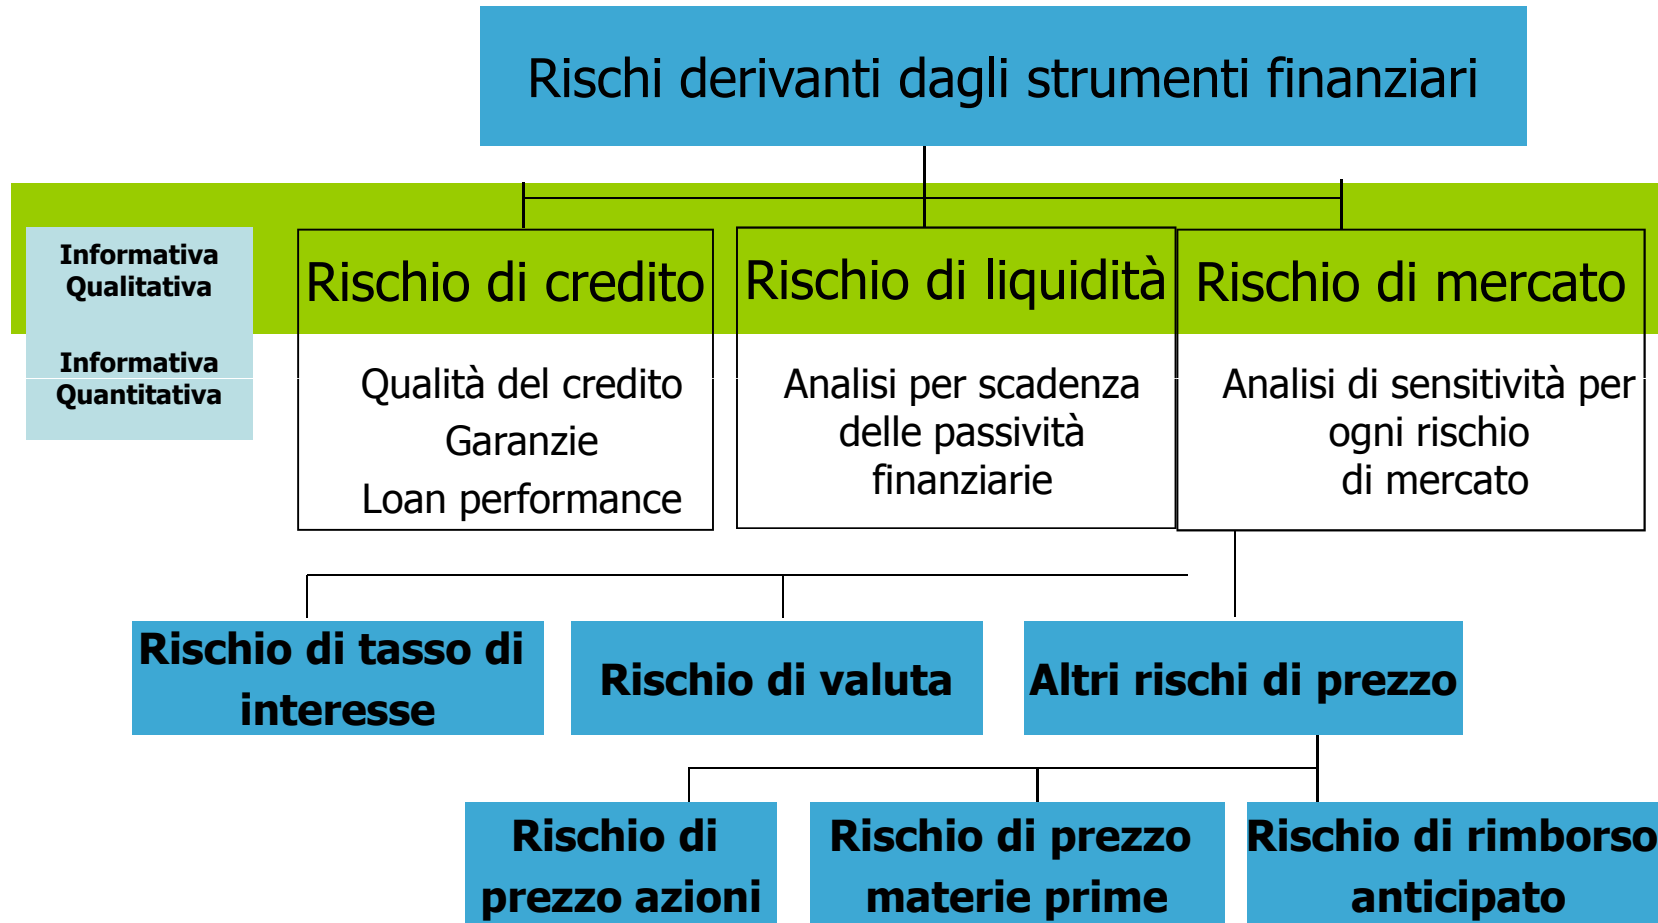 Rischi derivanti dagli strumenti finanziari
Informativa
Qualitativa
Rischio di credito
Rischio di liquidità
Rischio di mercato
Informativa
Quantitativa
Qualità del credito
Garanzie
Loan performance
Analisi per scadenza
delle passività
finanziarie
Analisi di sensitività per
ogni rischio
di mercato
Rischio di tasso di
interesse
Rischio di valuta
Altri rischi di prezzo
Rischio di
prezzo azioni
Rischio di prezzo
materie prime
Rischio di rimborso
anticipato